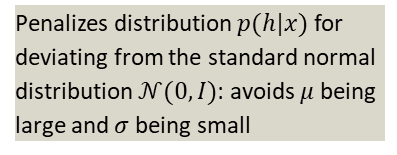 Penalizes distribution p(h|x) for
deviating from the standard normal
distribution 𝒩(0, I): avoids μ being
large and σ being small